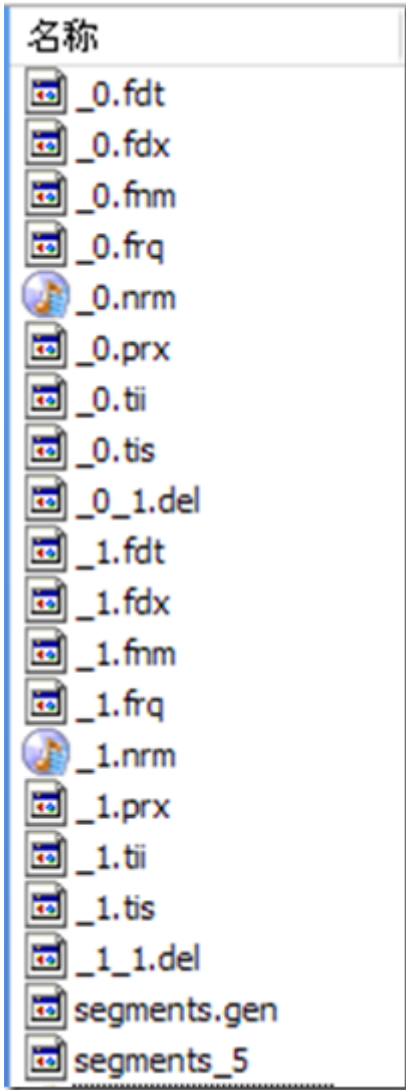 名称
_0.fdt
_0.fdx
_0.fnm
_0.frq
_0.nrm
_0.prx
_0.tii
_0.tis
_0_1.del
_1.fdt
_1.fdx
_1.fnm
_1.frq
_1.nrm
_1.prx
_1.tii
_1.tis
_1_1.del
segments.gen
segments_5